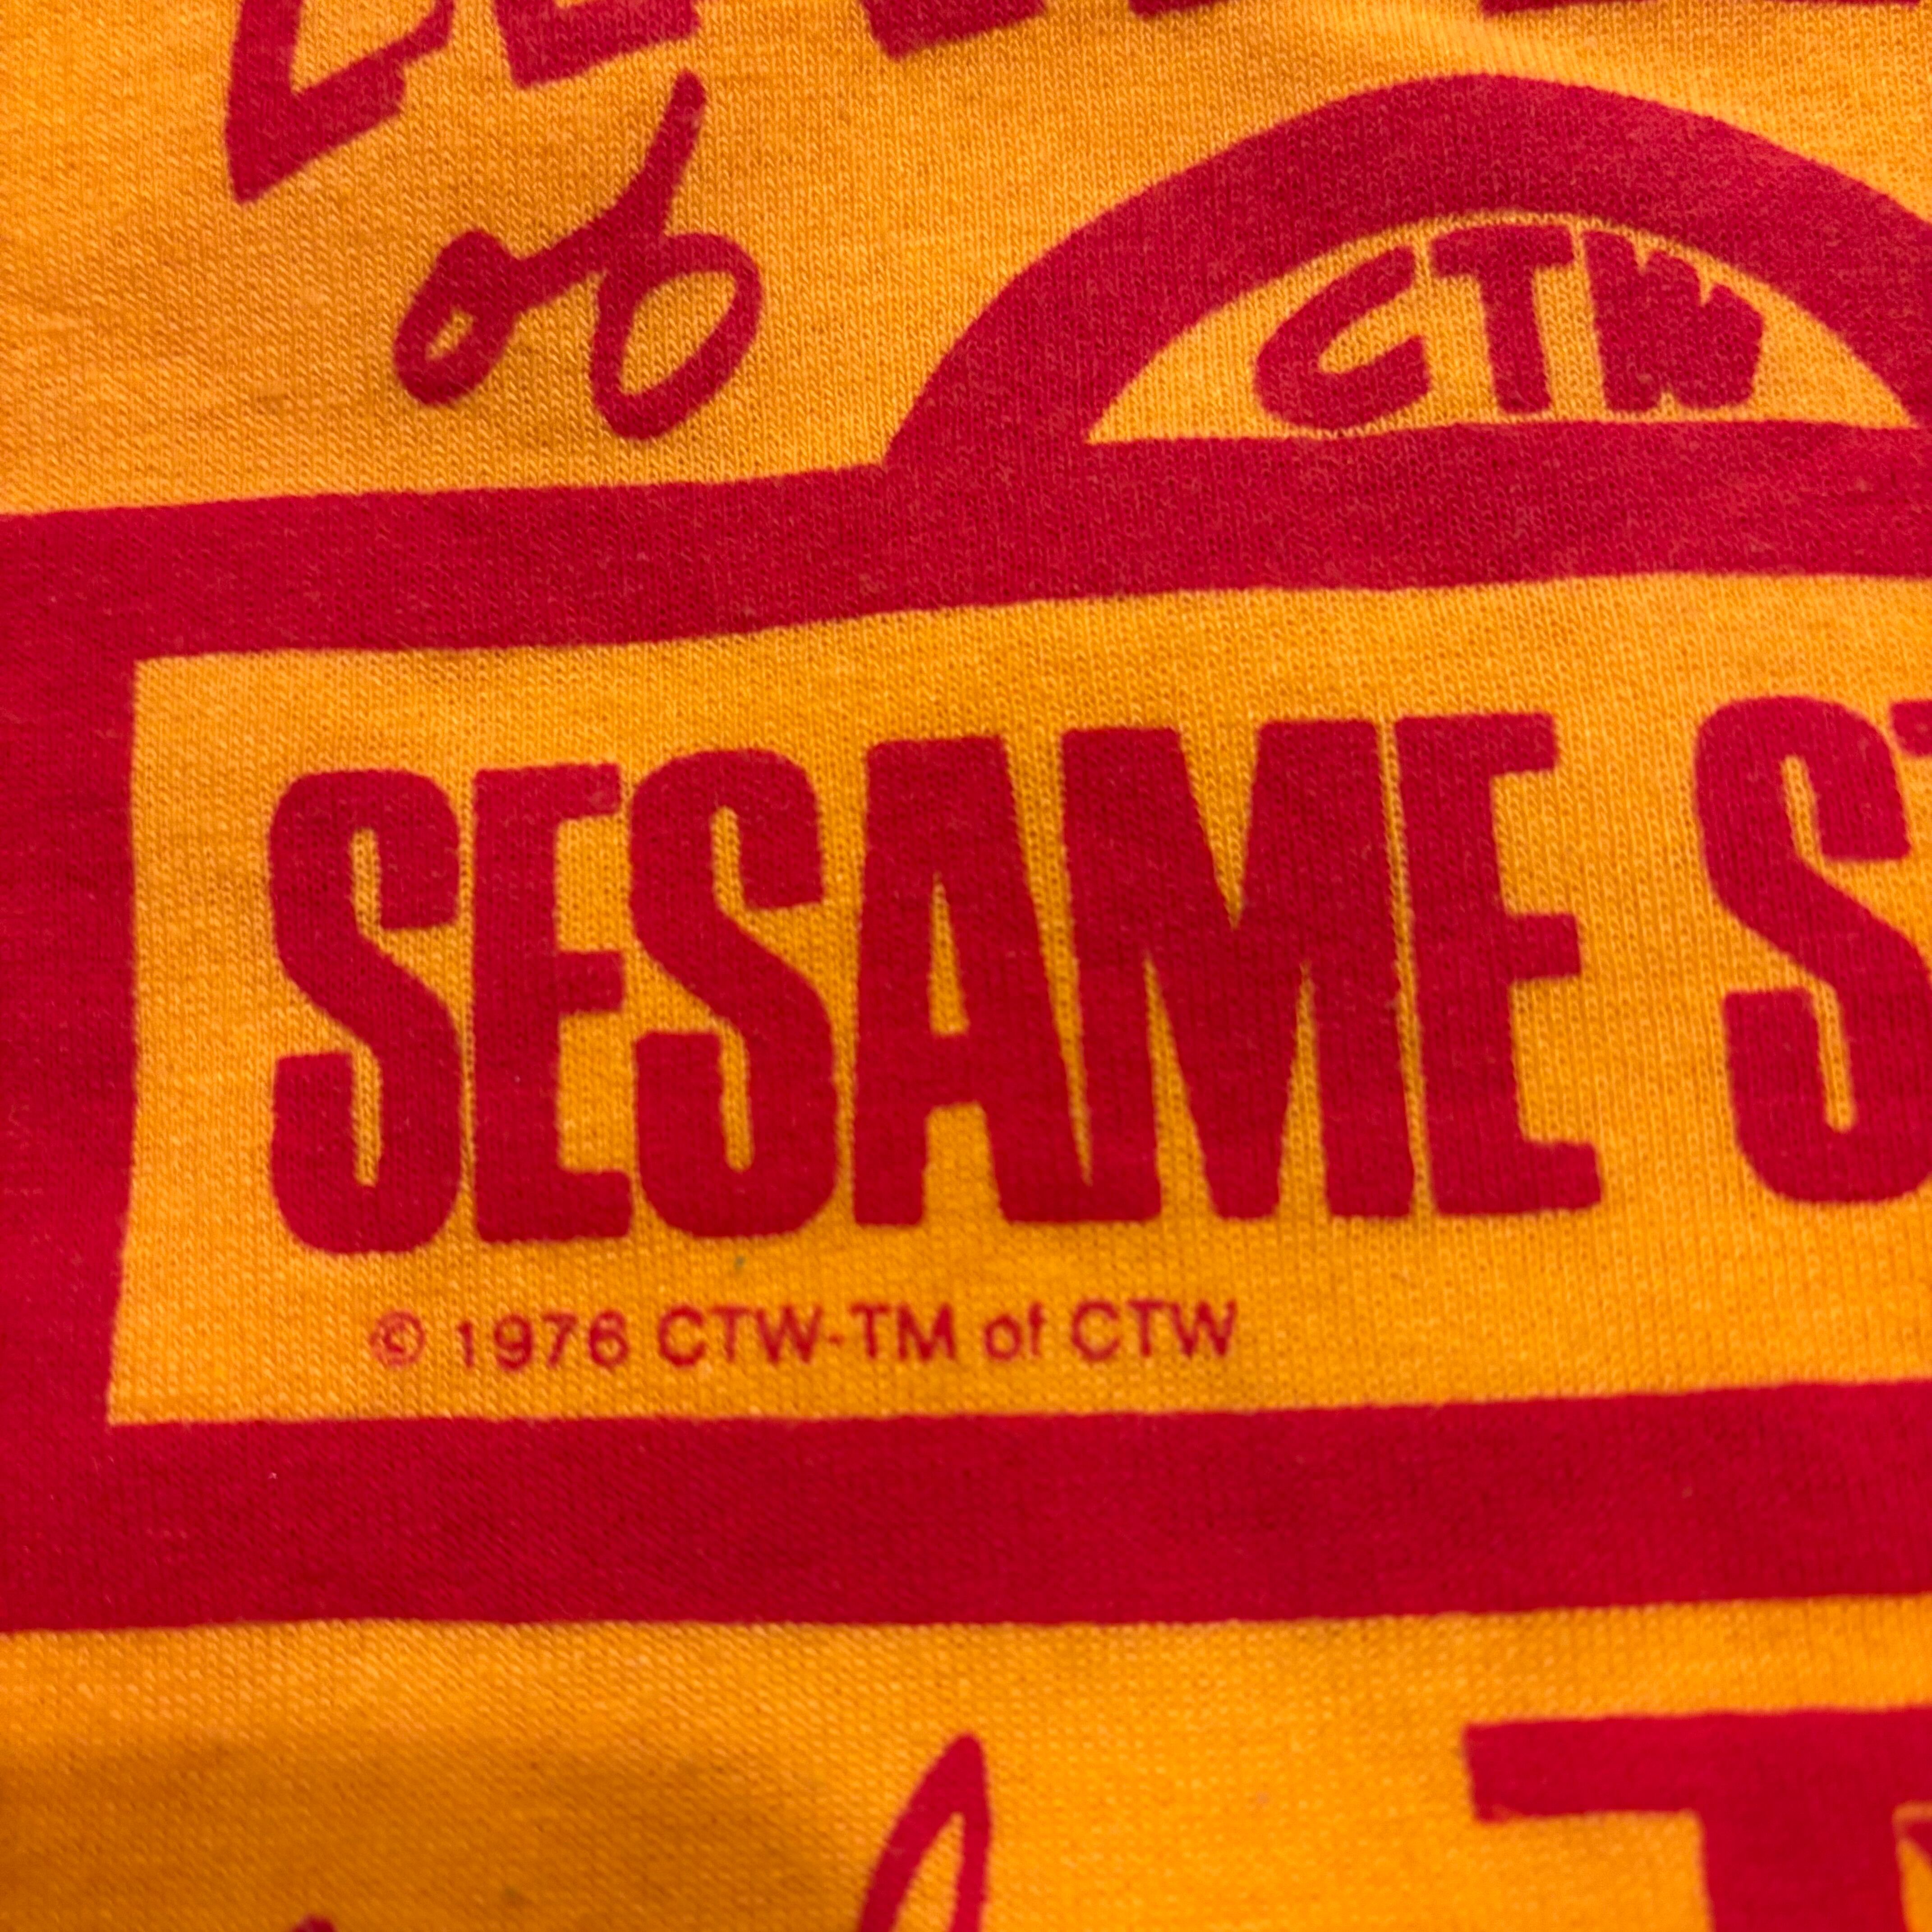 of
CTW
SESAME S
© 1976 CTW-TM of CTW